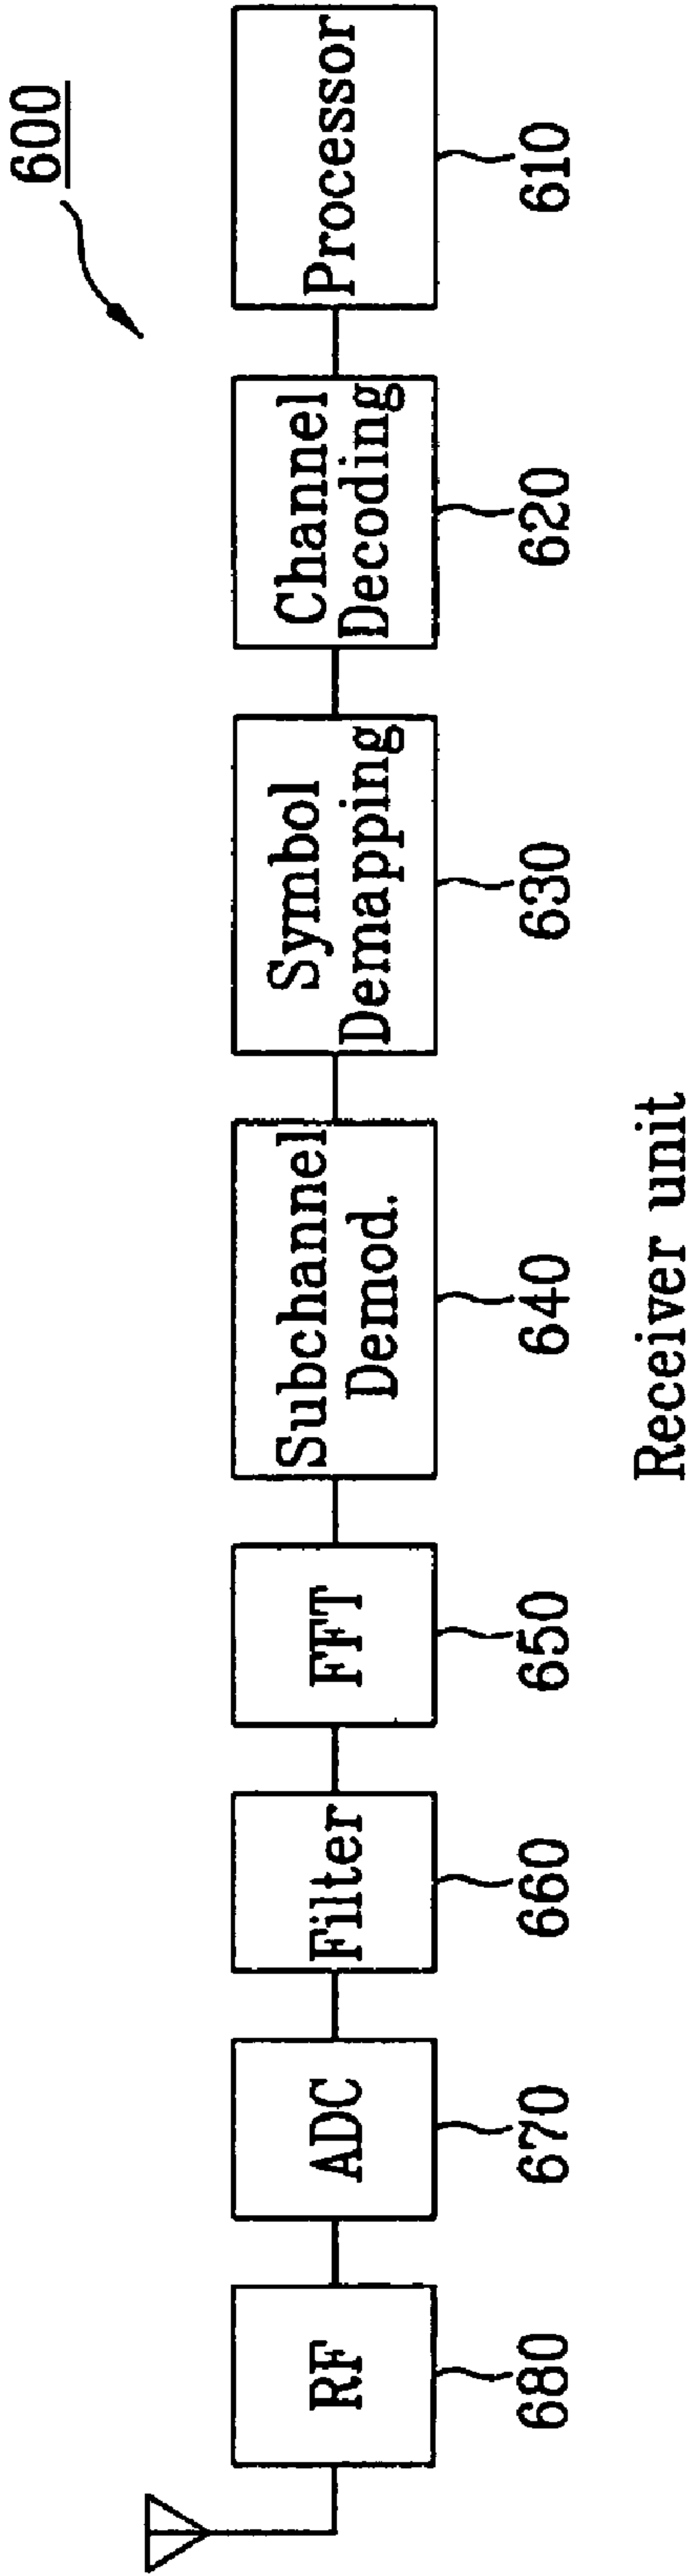 600
RF
ADC
Filter
FFT
Subchannel
Demod.
Symbol
Demapping
Channel
Decoding
Processor
680
670
660
650
640
630
620
610
Receiver unit